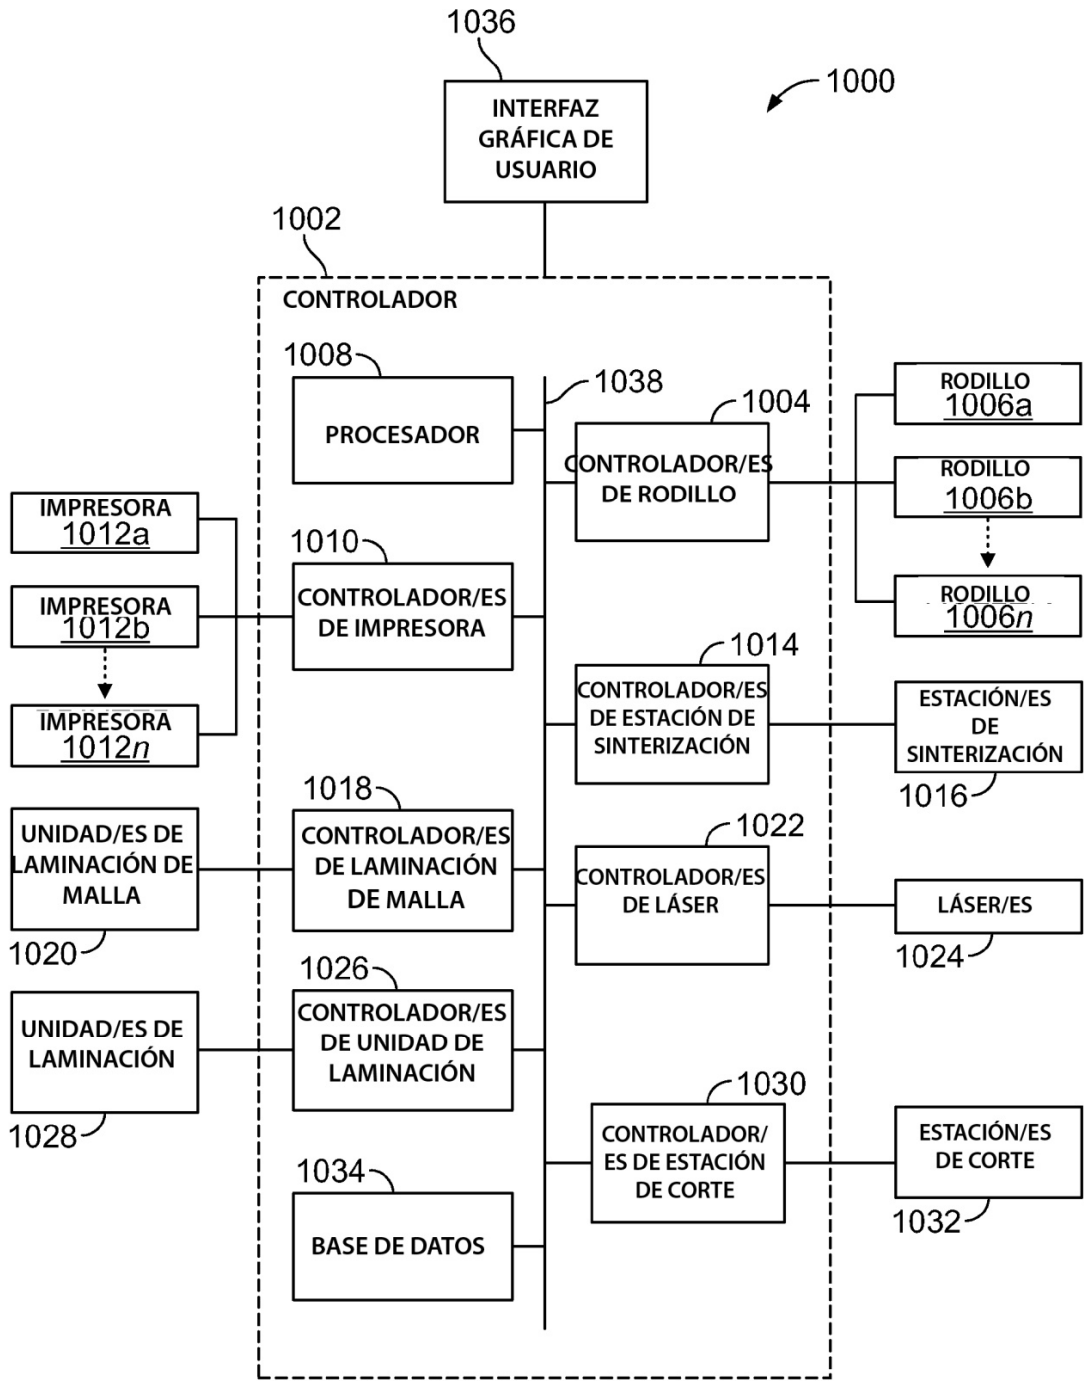 1036
1000
INTERFAZ
GRÁFICA DE
USUARIO
1002
CONTROLADOR
1008
PROCESADOR
1038
1004
CONTROLADOR/ES
DE RODILLO
RODILLO
1006a
RODILLO
1006b
RODILLO
1006n
IMPRESORA
1012a
IMPRESORA
1012b
IMPRESORA
1012n
1010
CONTROLADOR/ES
DE IMPRESORA
1014
CONTROLADOR/ES
DE ESTACIÓN DE
SINTERIZACIÓN
ESTACIÓN/ES
DE
SINTERIZACIÓN
1016
UNIDAD/ES DE
LAMINACIÓN DE
MALLA
1020
1018
CONTROLADOR/ES
DE LAMINACIÓN
DE MALLA
1022
CONTROLADOR/ES
DE LÁSER
LÁSER/ES
1024
UNIDAD/ES DE
LAMINACIÓN
1028
1026
CONTROLADOR/ES
DE UNIDAD DE
LAMINACIÓN
1030
CONTROLADOR/
ES DE ESTACIÓN
DE CORTE
ESTACIÓN/ES
DE CORTE
1032
1034
BASE DE DATOS